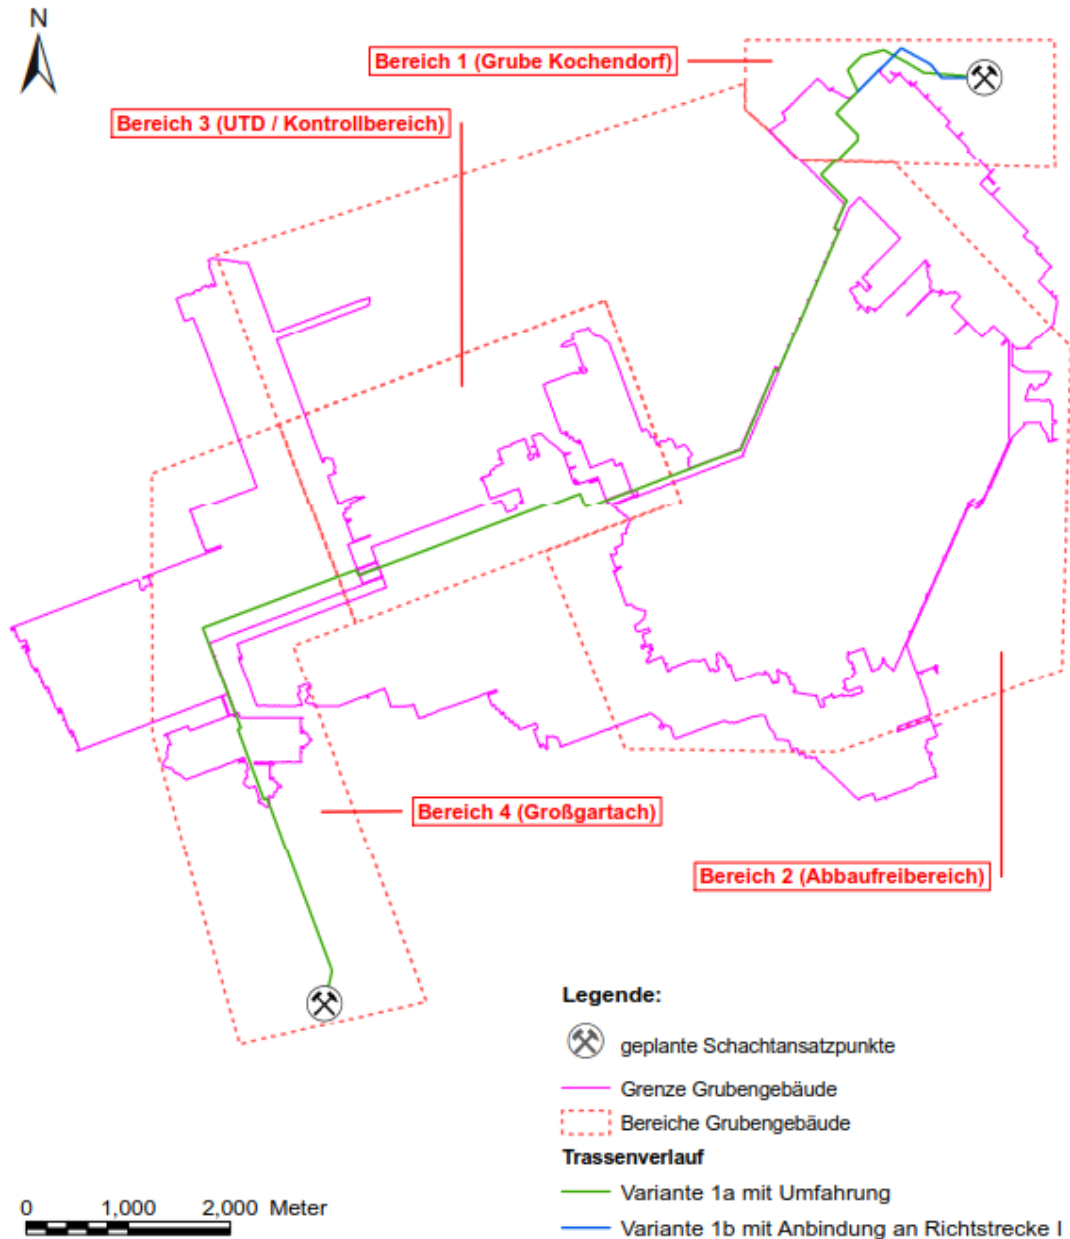 N
Bereich 1 (Grube Kochendorf)
Bereich 3 (UTD / Kontrollbereich)
Bereich 4 (Großgartach)
Bereich 2 (Abbaufreibereich)
Legende:
geplante Schachtansatzpunkte
Grenze Grubengebäude
Bereiche Grubengebäude
Trassenverlauf
Variante 1a mit Umfahrung
Variante 1b mit Anbindung an Richtstrecke I
0 1,000 2,000 Meter